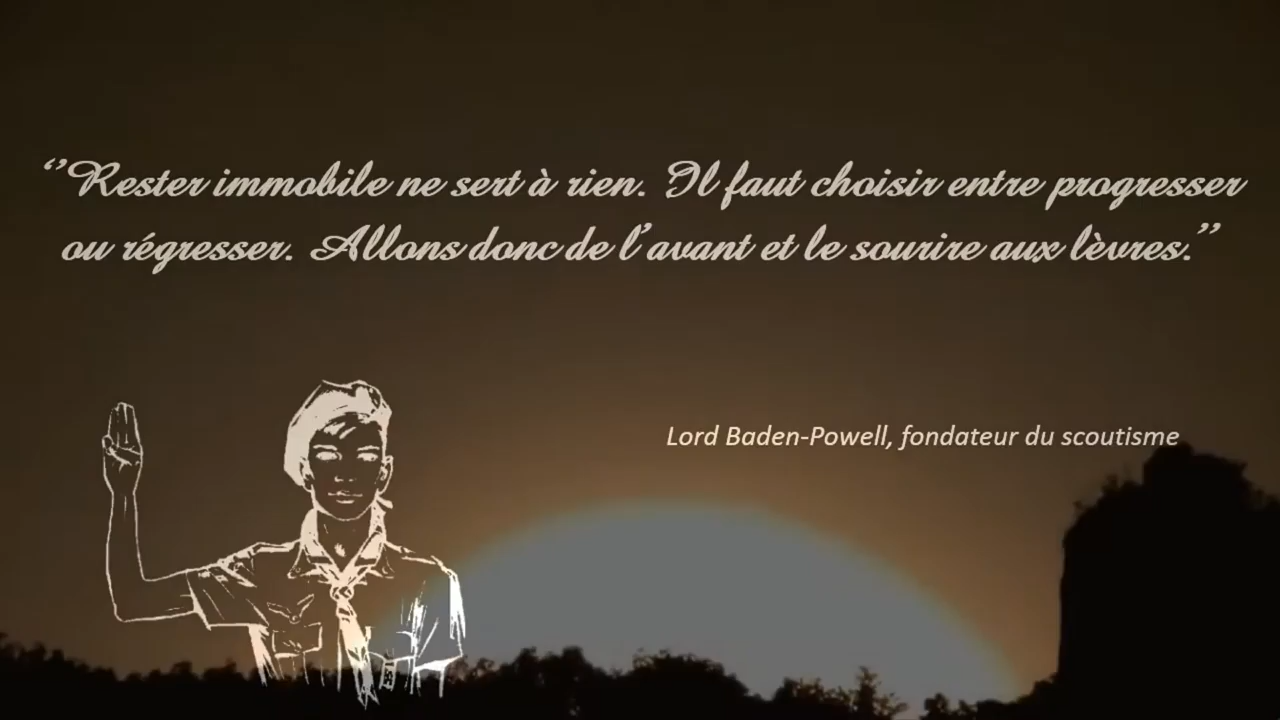 ‘’Rester immobile ne sert à rien. Il faut choisir entre progresser
ou régresser. Allons donc de l’avant et le sourire aux lèvres.’’
Lord Baden-Powell, fondateur du scoutisme